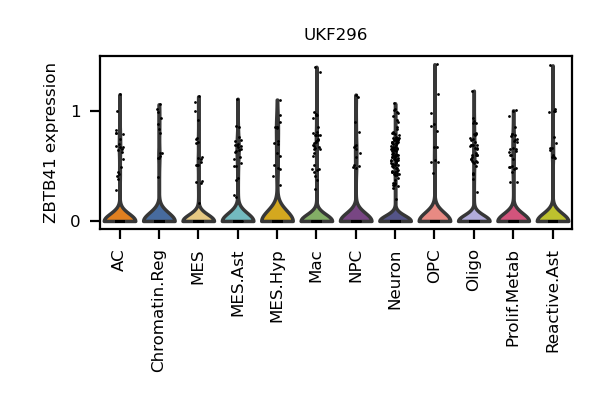 UKF296
ZBTB41 expression
1
0
AC
Chromatin.Reg
MES
MES.Ast
MES.Hyp
Mac
NPC
Neuron
OPC
Oligo
Prolif.Metab
Reactive.Ast